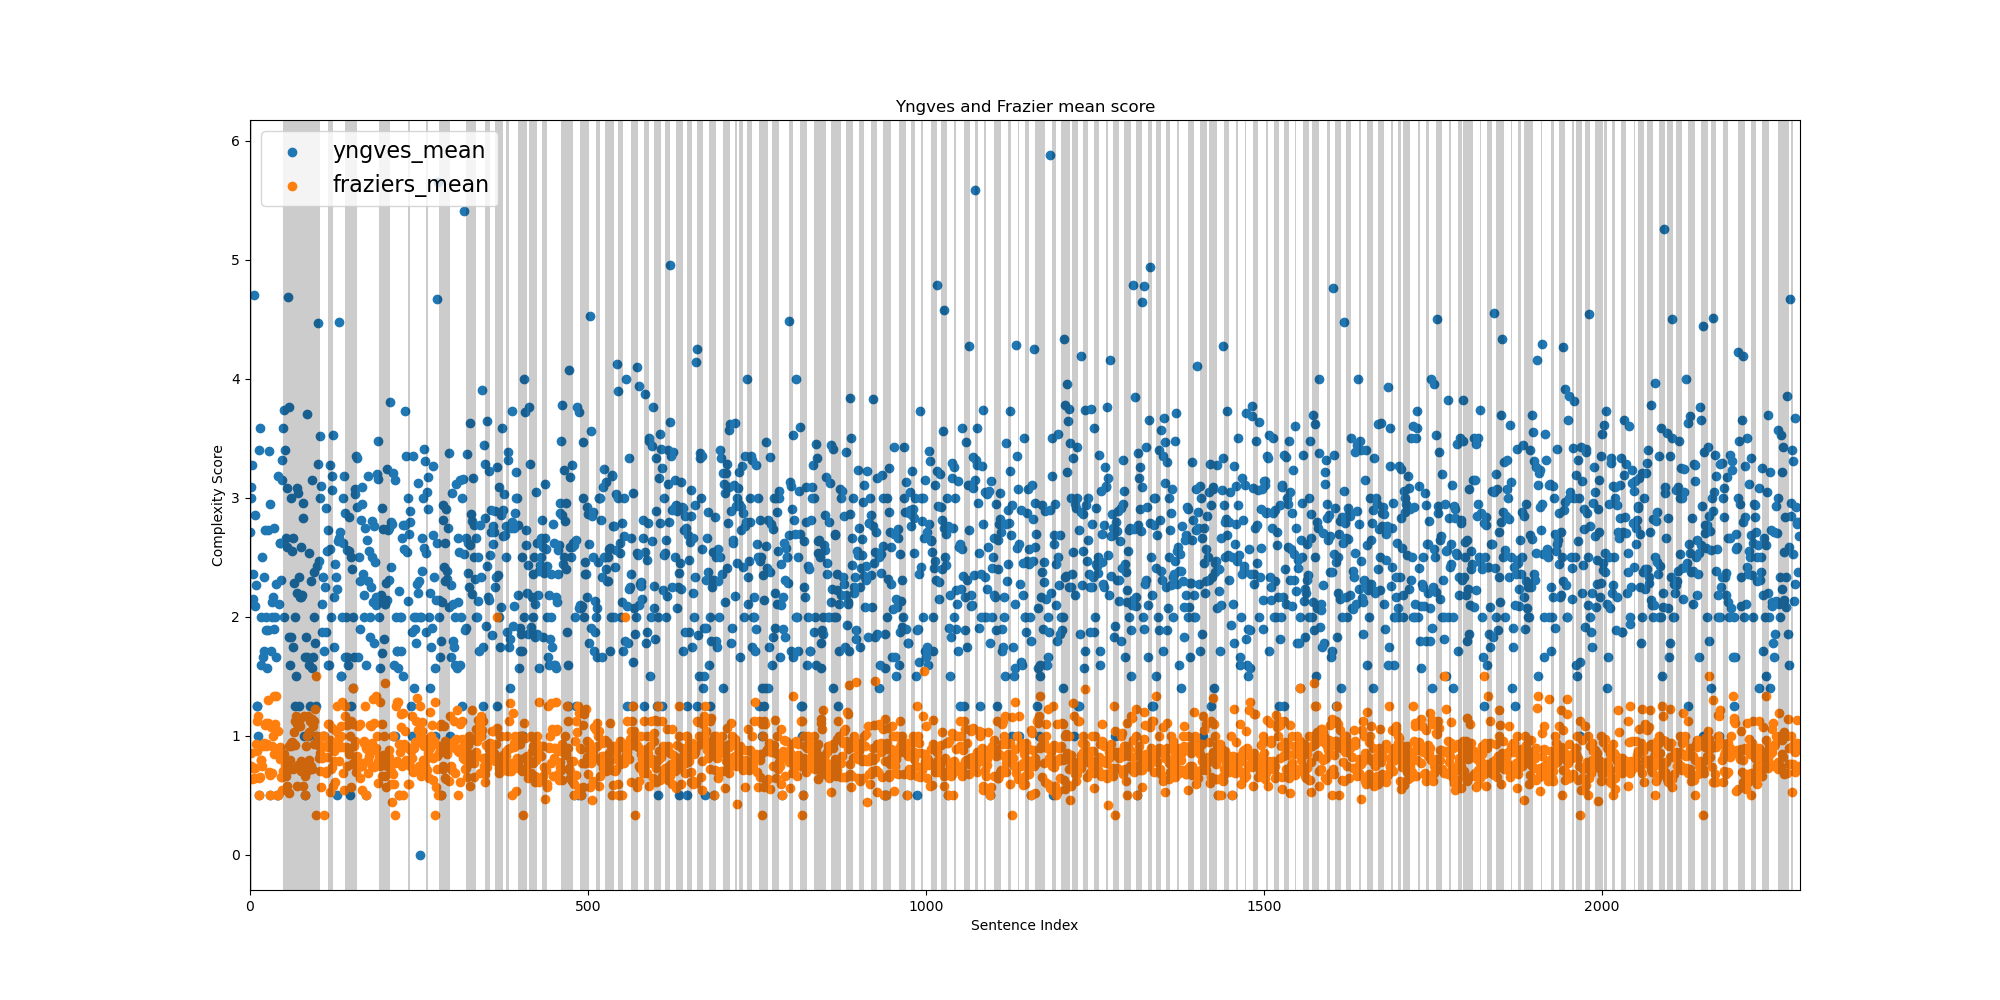 Yngves and Frazier mean score
yngves_mean
fraziers_mean
6
5
4
3
2
1
0
Complexity Score
0 500 1000 1500 2000
Sentence Index